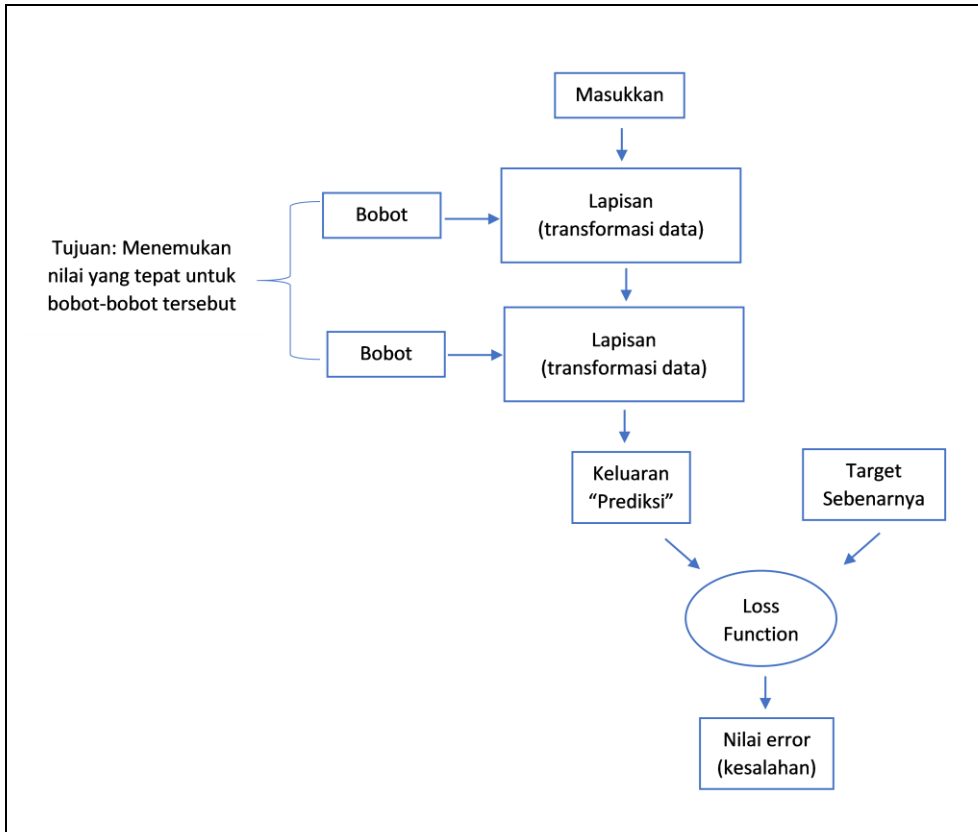 Masukkan
Lapisan
(transformasi data)
Bobot
Tujuan: Menemukan
nilai yang tepat untuk
bobot-bobot tersebut
Lapisan
(transformasi data)
Bobot
Keluaran
“Prediksi”
Target
Sebenarnya
Loss
Function
Nilai error
(kesalahan)